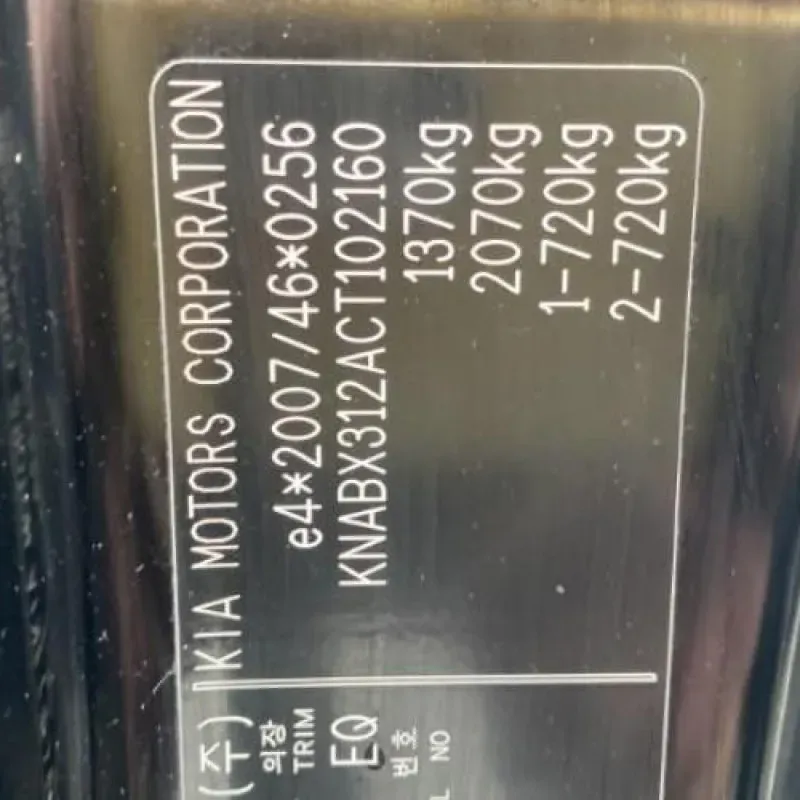 (주) KIA MOTORS CORPORATION
e4*2007/46*0256
KNABX312ACT102160
1370kg
2070kg
1-720kg
2-720kg
의장
TRIM
EQ
번호
NO